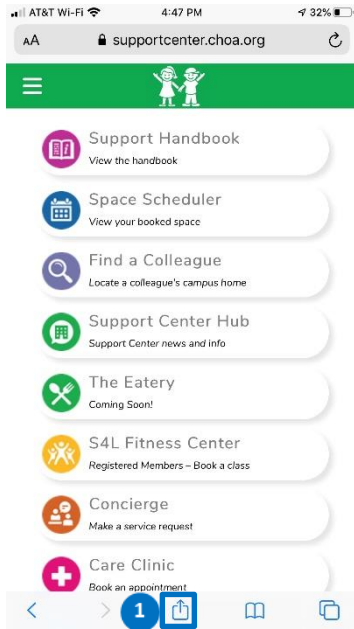 AT&T Wi-Fi 4:47 PM 32%
AA supportcenter.choa.org
Support Handbook
View the handbook
Space Scheduler
View your booked space
Find a Colleague
Locate a colleague's campus home
Support Center Hub
Support Center news and info
The Eatery
Coming Soon!
S4L Fitness Center
Registered Members – Book a class
Concierge
Make a service request
Care Clinic
Book an appointment
1